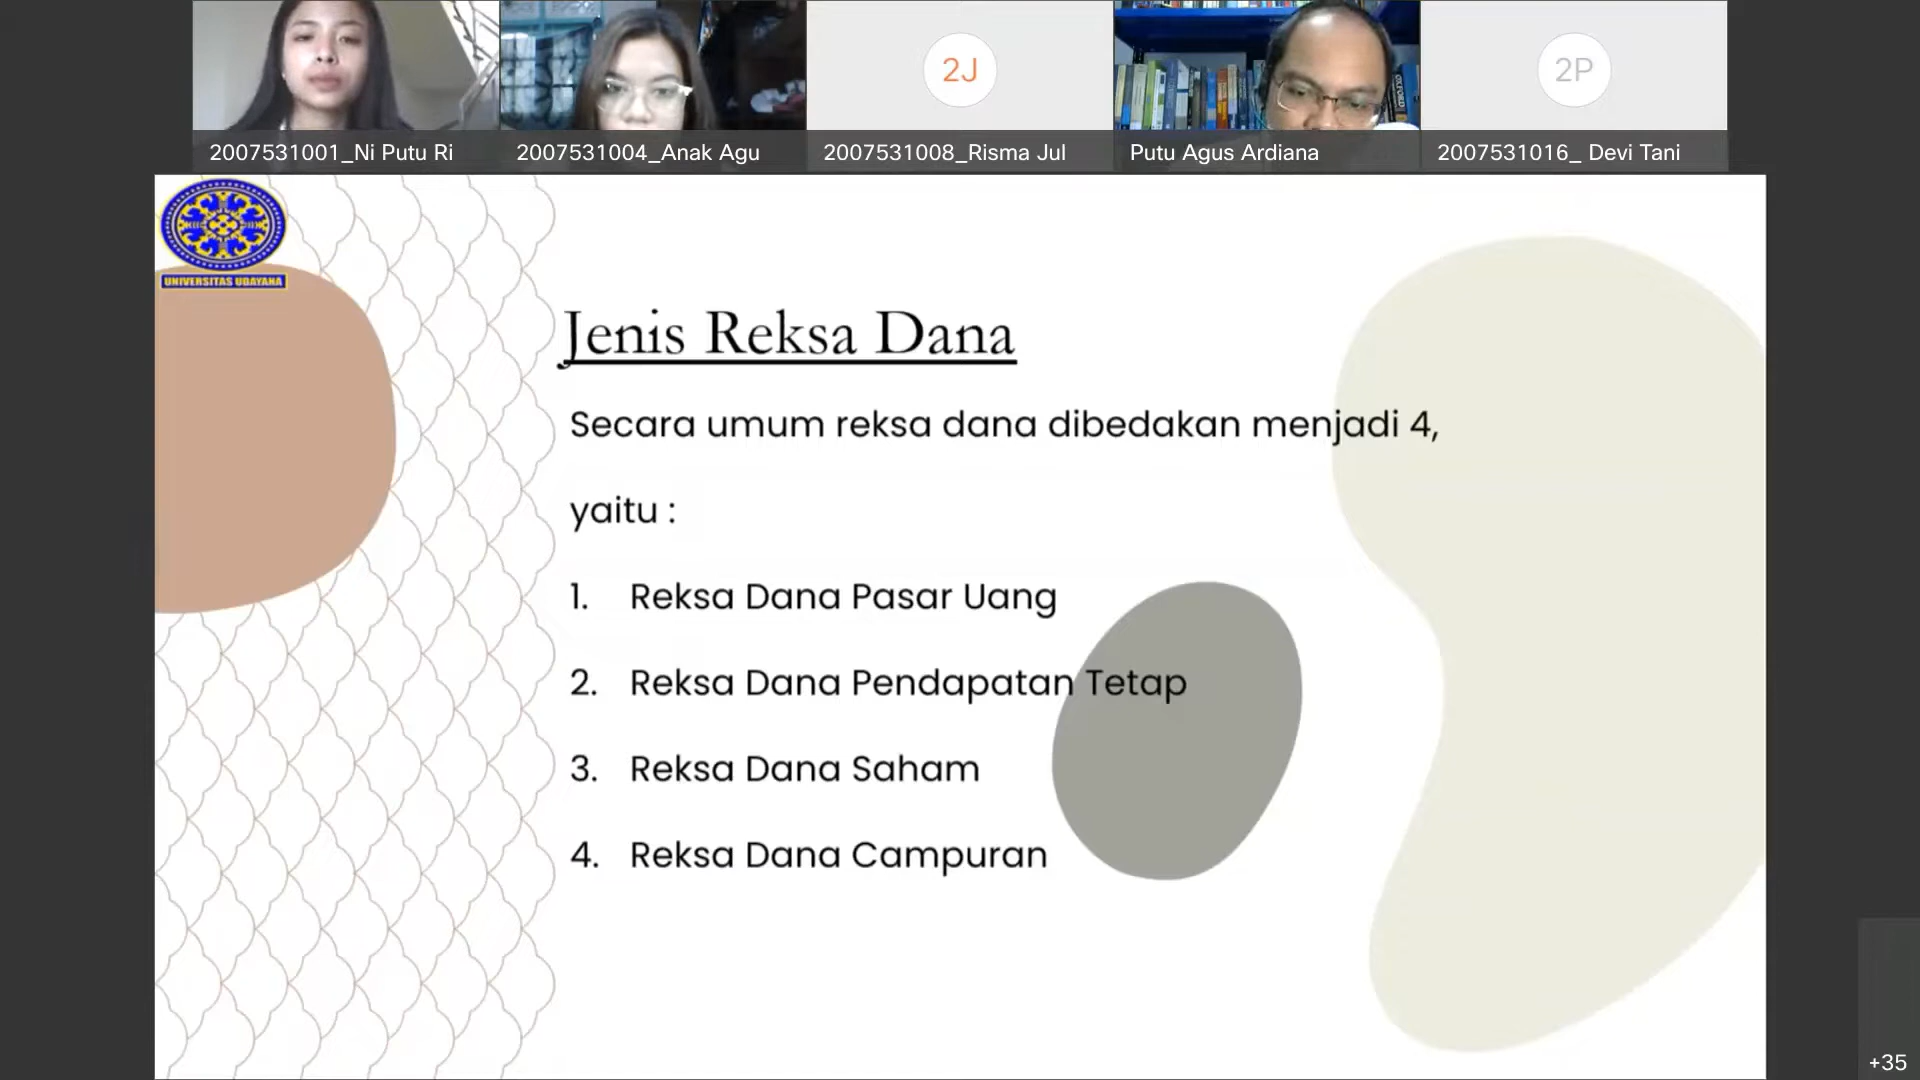 2007531001_Ni Putu Ri
2007531004_Anak Agu
2J
2007531008_Risma Jul
Putu Agus Ardiana
2P
2007531016_ Devi Tani
UNIVERSITAS UDAYANA
Jenis Reksa Dana
Secara umum reksa dana dibedakan menjadi 4,
yaitu :
1. Reksa Dana Pasar Uang
2. Reksa Dana Pendapatan Tetap
3. Reksa Dana Saham
4. Reksa Dana Campuran
+35